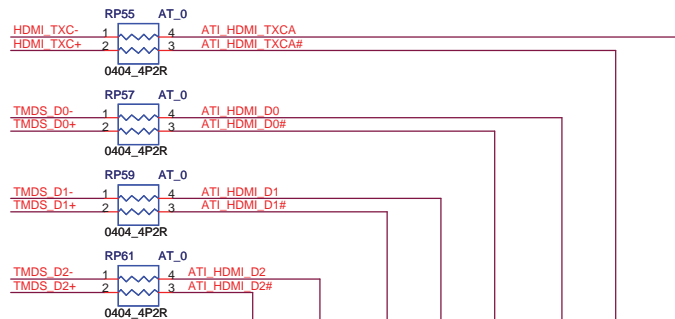 RP55 AT_0
HDMI_TXC- 1 4 ATI_HDMI_TXCA
HDMI_TXC+ 2 3 ATI_HDMI_TXCA#
0404_4P2R
RP57 AT_0
TMDS_D0- 1 4 ATI_HDMI_D0
TMDS_D0+ 2 3 ATI_HDMI_D0#
0404_4P2R
RP59 AT_0
TMDS_D1- 1 4 ATI_HDMI_D1
TMDS_D1+ 2 3 ATI_HDMI_D1#
0404_4P2R
RP61 AT_0
TMDS_D2- 1 4 ATI_HDMI_D2
TMDS_D2+ 2 3 ATI_HDMI_D2#
0404_4P2R